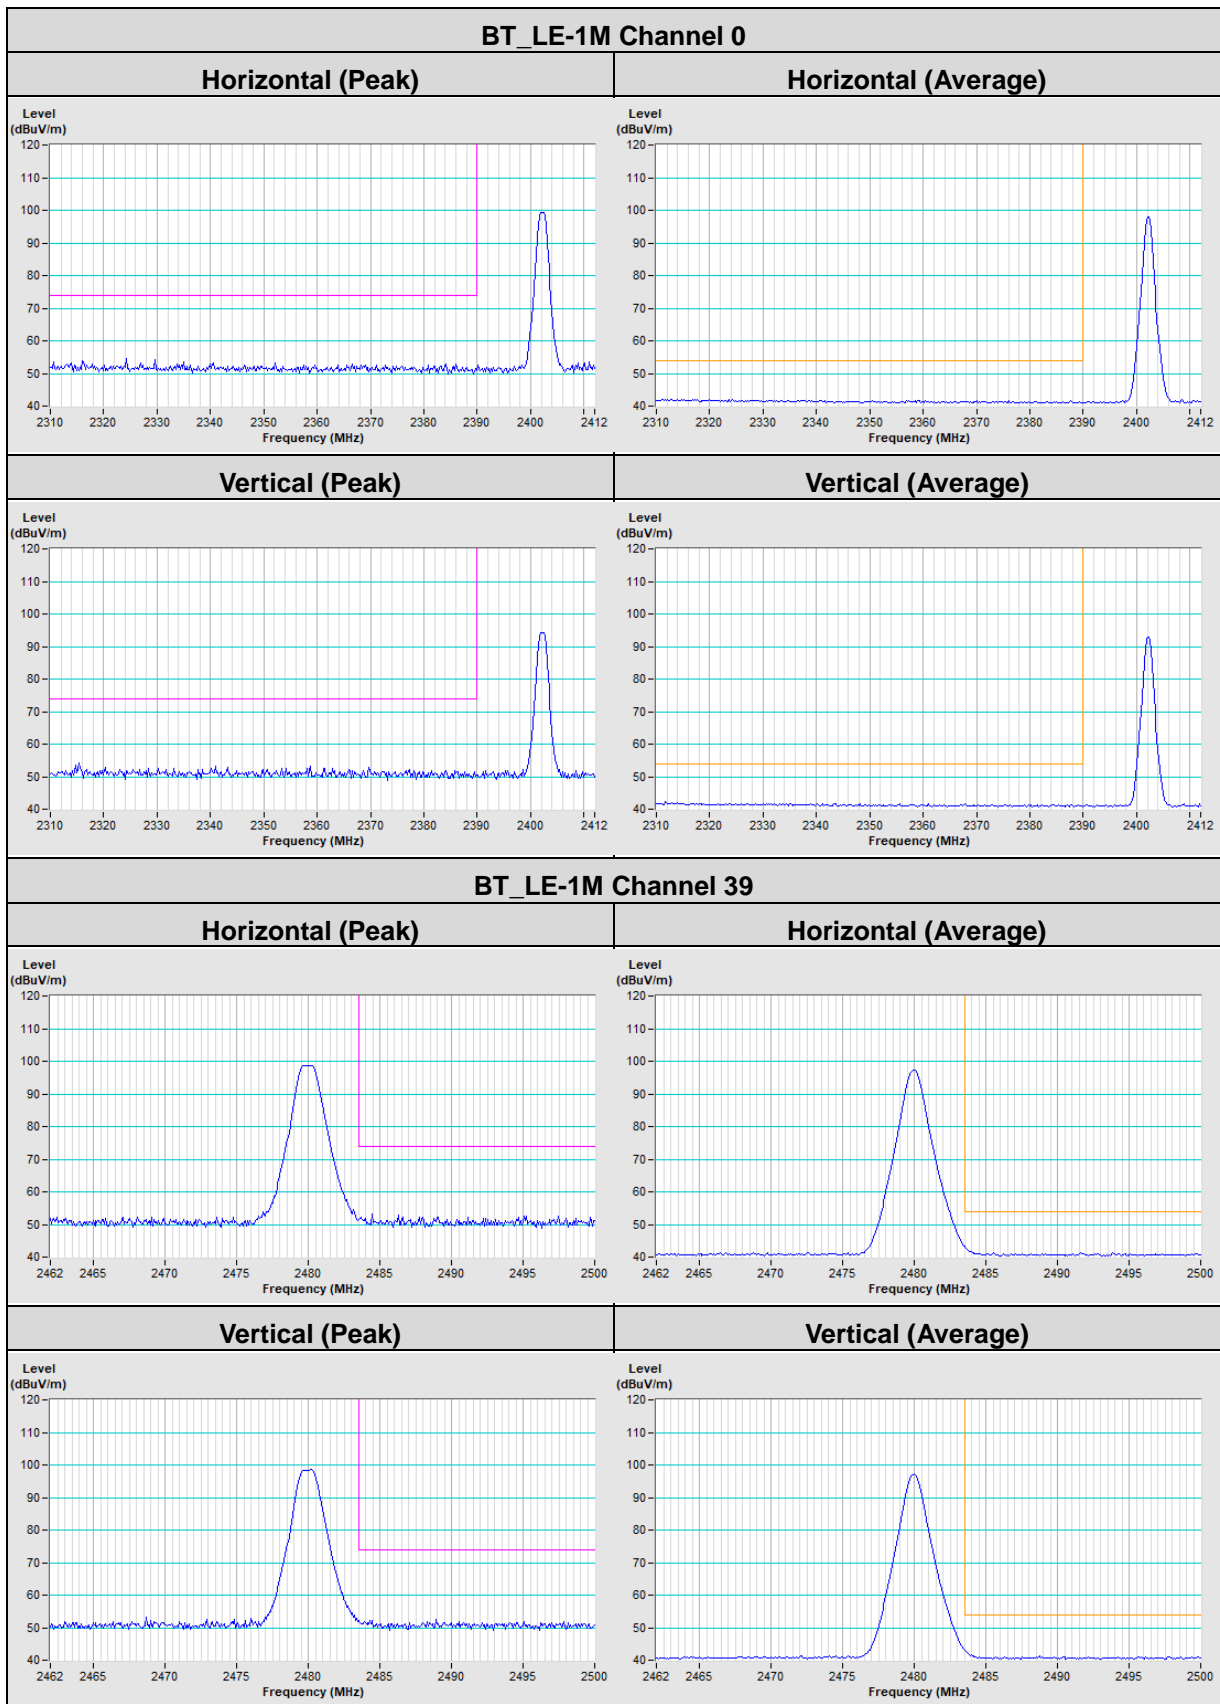 BT_LE-1M Channel 0
Horizontal (Peak) Horizontal (Average)
Level
(dBuV/m)
120
110
100
90
80
70
60
50
40
2310 2320 2330 2340 2350 2360 2370 2380 2390 2400 2412
Frequency (MHz)
Level
(dBuV/m)
120
110
100
90
80
70
60
50
40
2310 2320 2330 2340 2350 2360 2370 2380 2390 2400 2412
Frequency (MHz)
Vertical (Peak) Vertical (Average)
Level
(dBuV/m)
120
110
100
90
80
70
60
50
40
2310 2320 2330 2340 2350 2360 2370 2380 2390 2400 2412
Frequency (MHz)
Level
(dBuV/m)
120
110
100
90
80
70
60
50
40
2310 2320 2330 2340 2350 2360 2370 2380 2390 2400 2412
Frequency (MHz)
BT_LE-1M Channel 39
Horizontal (Peak) Horizontal (Average)
Level
(dBuV/m)
120
110
100
90
80
70
60
50
40
2462 2465 2470 2475 2480 2485 2490 2495 2500
Frequency (MHz)
Level
(dBuV/m)
120
110
100
90
80
70
60
50
40
2462 2465 2470 2475 2480 2485 2490 2495 2500
Frequency (MHz)
Vertical (Peak) Vertical (Average)
Level
(dBuV/m)
120
110
100
90
80
70
60
50
40
2462 2465 2470 2475 2480 2485 2490 2495 2500
Frequency (MHz)
Level
(dBuV/m)
120
110
100
90
80
70
60
50
40
2462 2465 2470 2475 2480 2485 2490 2495 2500
Frequency (MHz)